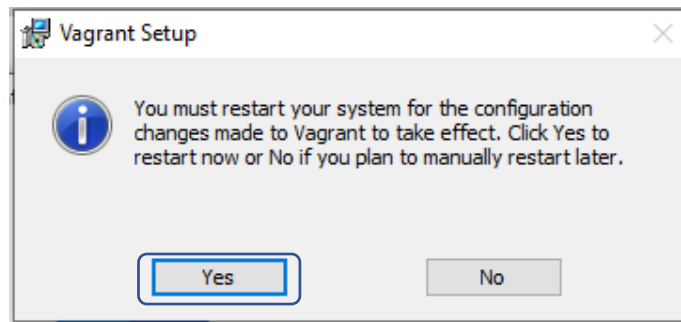 Vagrant Setup
You must restart your system for the configuration
changes made to Vagrant to take effect. Click Yes to
restart now or No if you plan to manually restart later.
Yes
No